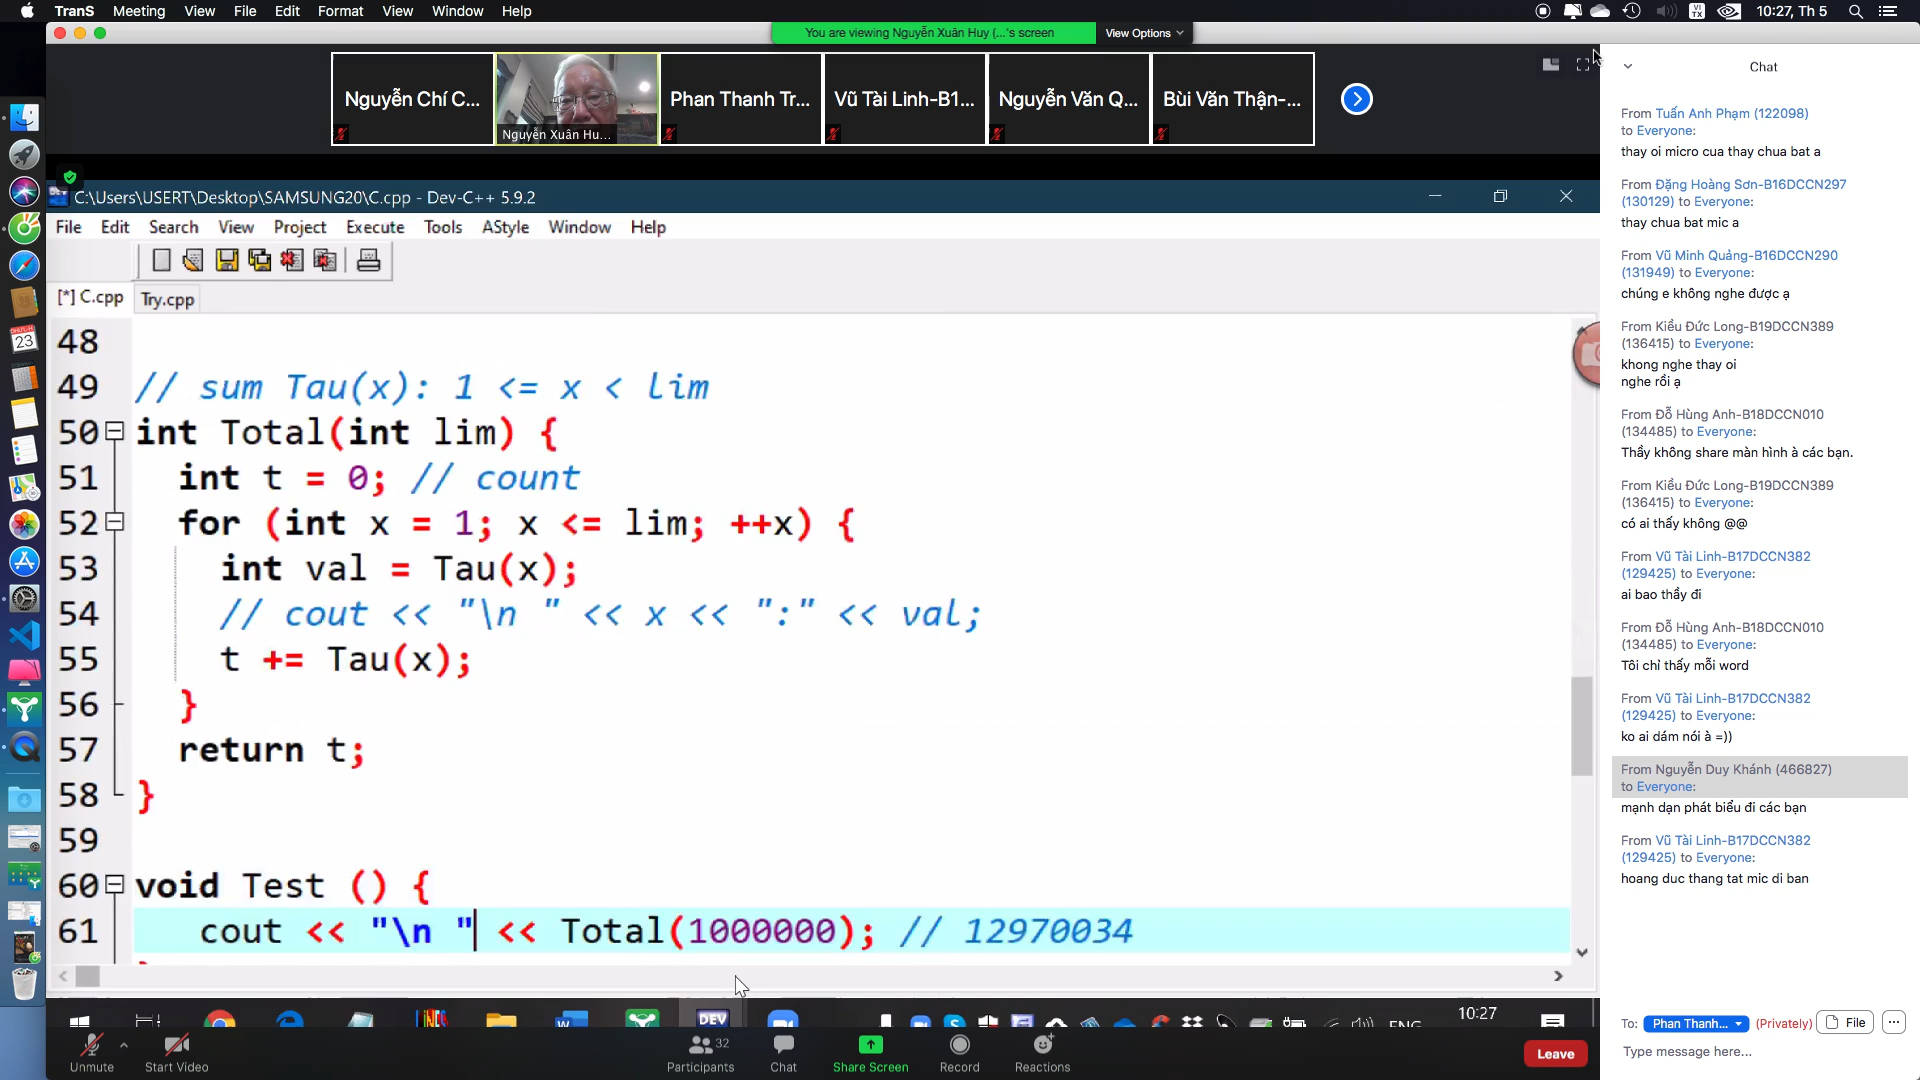 TranS Meeting View File Edit Format View Window Help
VI
TX
10:27, Th 5
You are viewing Nguyễn Xuân Huy (...'s screen
View Options
Nguyễn Chí C...
Nguyễn Xuân Hu...
Phan Thanh Tr...
Vũ Tài Linh-B1...
Nguyễn Văn Q...
Bùi Văn Thận-...
C:\Users\USERT\Desktop\SAMSUNG20\C.cpp - Dev-C++ 5.9.2
File Edit Search View Project Execute Tools AStyle Window Help
[*] C.cpp Try.cpp
48
49 // sum Tau(x): 1 <= x < lim
50 int Total(int lim) {
51 int t = 0; // count
52 for (int x = 1; x <= lim; ++x) {
53 int val = Tau(x);
54 // cout << "\n " << x << ":" << val;
55 t += Tau(x);
56 }
57 return t;
58 }
59
60 void Test () {
61 cout << "\n " << Total(1000000); // 12970034
DEV
ENG
10:27
Unmute
Start Video
Participants
32
Chat
Share Screen
Record
Reactions
Leave
Chat
From Tuấn Anh Phạm (122098)
to Everyone:
thay oi micro cua thay chua bat a
From Đặng Hoàng Sơn-B16DCCN297
(130129) to Everyone:
thay chua bat mic a
From Vũ Minh Quảng-B16DCCN290
(131949) to Everyone:
chúng e không nghe được ạ
From Kiều Đức Long-B19DCCN389
(136415) to Everyone:
khong nghe thay oi
nghe rồi ạ
From Đỗ Hùng Anh-B18DCCN010
(134485) to Everyone:
Thầy không share màn hình à các bạn.
From Kiều Đức Long-B19DCCN389
(136415) to Everyone:
có ai thấy không @@
From Vũ Tài Linh-B17DCCN382
(129425) to Everyone:
ai bao thầy đi
From Đỗ Hùng Anh-B18DCCN010
(134485) to Everyone:
Tôi chỉ thấy mỗi word
From Vũ Tài Linh-B17DCCN382
(129425) to Everyone:
ko ai dám nói à =))
From Nguyễn Duy Khánh (466827)
to Everyone:
mạnh dạn phát biểu đi các bạn
From Vũ Tài Linh-B17DCCN382
(129425) to Everyone:
hoang duc thang tat mic di ban
To: Phan Thanh... (Privately) File
Type message here...
23